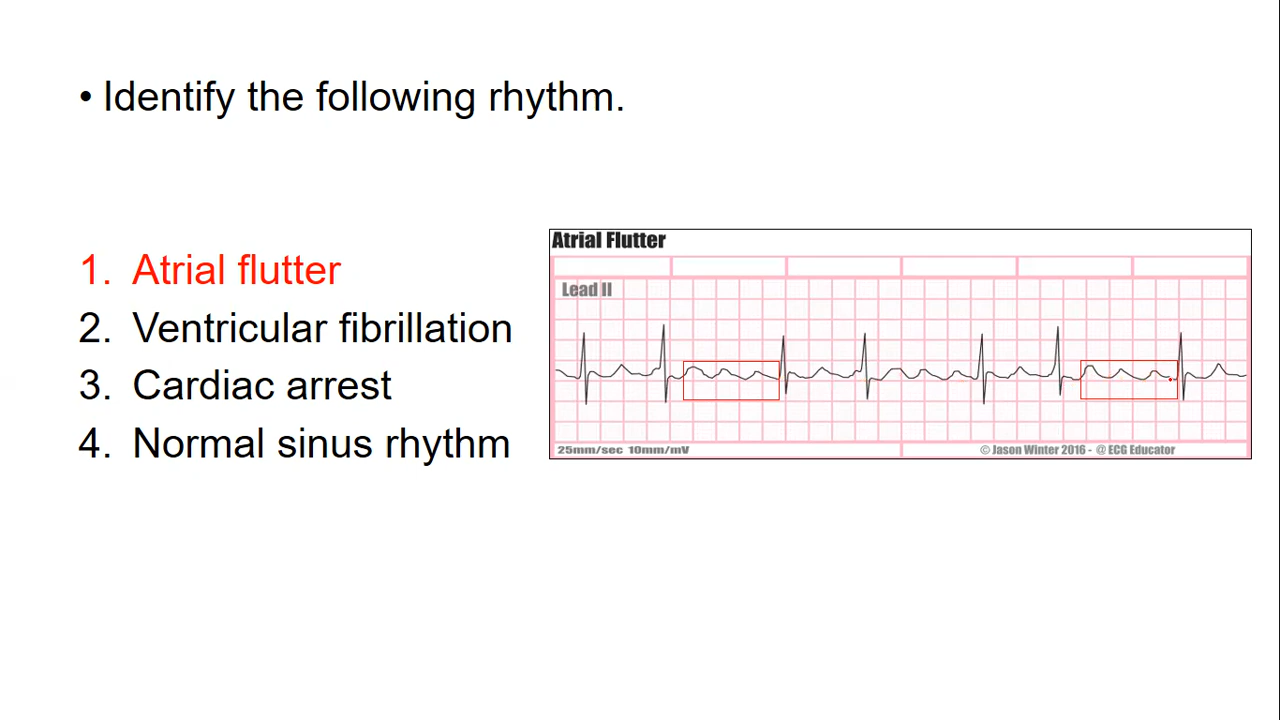 • Identify the following rhythm.
1. Atrial flutter
2. Ventricular fibrillation
3. Cardiac arrest
4. Normal sinus rhythm
Atrial Flutter
Lead II
25mm/sec 10mm/mV
© Jason Winter 2016 - @ ECG Educator